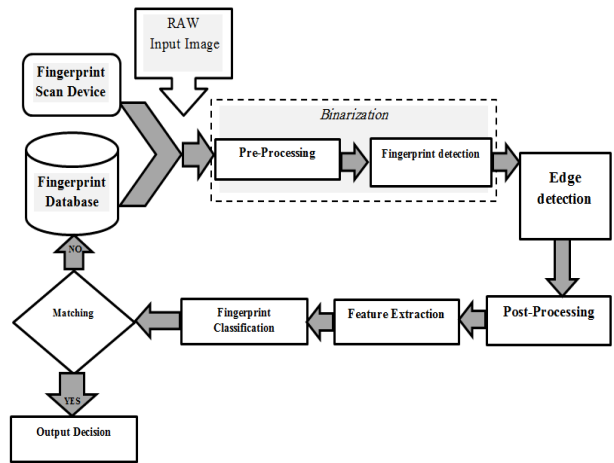 RAW
Input Image
Fingerprint
Scan Device
Binarization
Pre-Processing
Fingerprint detection
Edge
detection
Fingerprint
Database
NO
Matching
Fingerprint
Classification
Feature Extraction
Post-Processing
YES
Output Decision